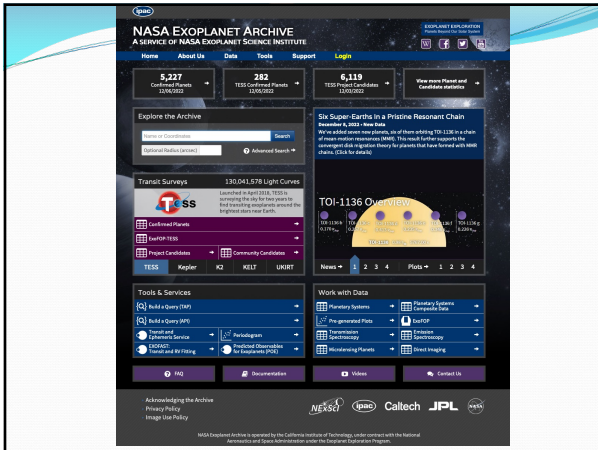 ipac
NASA EXOPLANET ARCHIVE
A SERVICE OF NASA EXOPLANET SCIENCE INSTITUTE
EXOPLANET EXPLORATION
Planets Beyond Our Solar System
Home About Us Data Tools Support Login
5,227
Confirmed Planets
12/06/2022
282
TESS Confirmed Planets
12/05/2022
6,119
TESS Project Candidates
12/03/2022
View more Planet and
Candidate statistics
Explore the Archive
Name or Coordinates Search
Optional Radius (arcsec) Advanced Search
Transit Surveys 130,041,578 Light Curves
TESS
Launched in April 2018, TESS is
surveying the sky for two years to
find transiting exoplanets around the
brightest stars near Earth.
Confirmed Planets
ExoFOP-TESS
Project Candidates Community Candidates
TESS Kepler K2 KELT UKIRT
Six Super-Earths in a Pristine Resonant Chain
December 8, 2022 • New Data
We've added seven new planets, six of them orbiting TOI-1136 in a chain
of mean-motion resonances (MMR). This result further supports the
convergent disk migration theory for planets that have formed with MMR
chains. (Click for details)
TOI-1136 Overview
TOI-1136 b
TOI-1136 g
News 1 2 3 4 Plots 1 2 3 4
Tools & Services
Build a Query (TAP)
Build a Query (API)
Transit and
Ephemeris Service
Periodogram
EXOFAST:
Transit and RV Fitting
Predicted Observables
for Exoplanets (POE)
Work with Data
Planetary Systems
Planetary Systems
Composite Data
Pre-generated Plots
ExoFOP
Transmission
Spectroscopy
Emission
Spectroscopy
Microlensing Planets
Direct Imaging
FAQ
Documentation
Videos
Contact Us
Acknowledging the Archive
Privacy Policy
Image Use Policy
NExScI ipac Caltech JPL NASA
NASA Exoplanet Archive is operated by the California Institute of Technology, under contract with the National
Aeronautics and Space Administration under the Exoplanet Exploration Program.